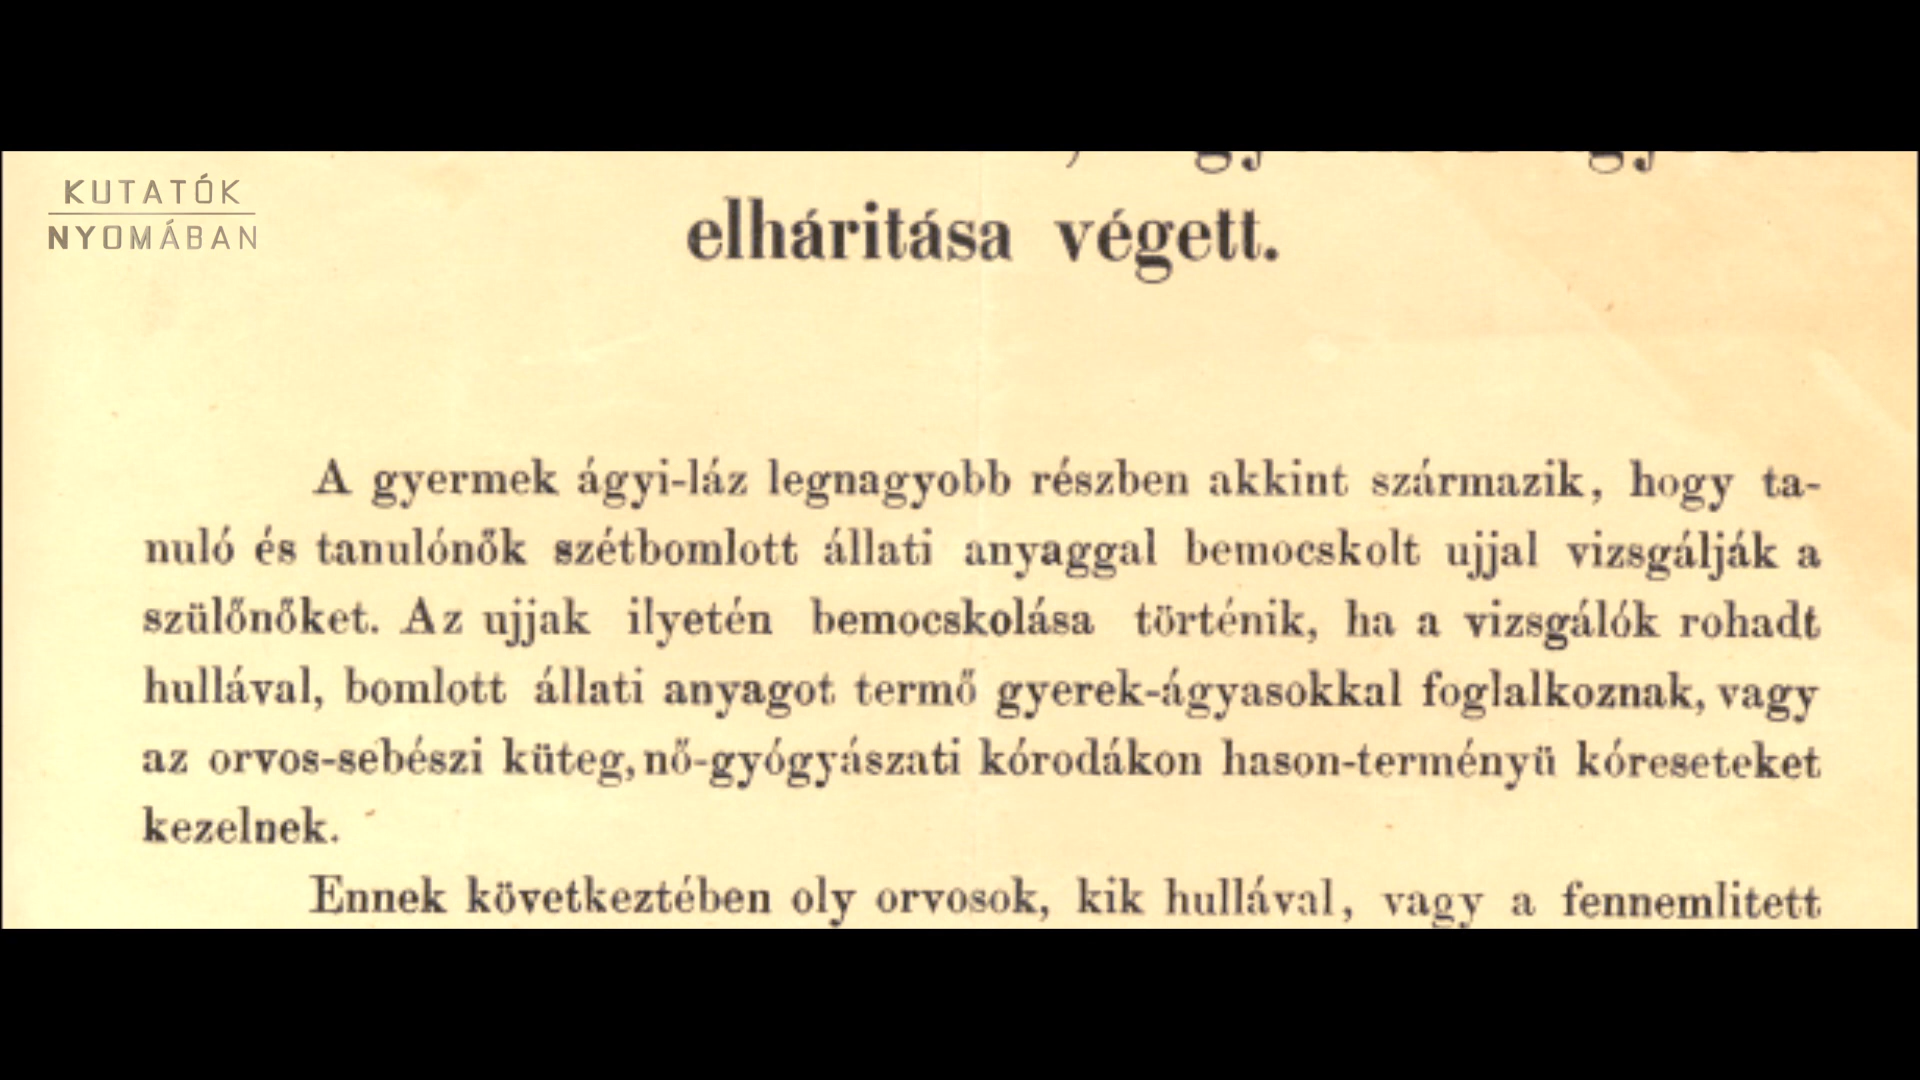 KUTATÓK
NYOMÁBAN
elháritása végett.
A gyermek ágyi-láz legnagyobb részben akkint származik, hogy ta-
nuló és tanulónők szétbomlott állati anyaggal bemocskolt ujjal vizsgálják a
szülőnőket. Az ujjak ilyetén bemocskolása történik, ha a vizsgálók rohadt
hullával, bomlott állati anyagot termő gyerek-ágyasokkal foglalkoznak, vagy
az orvos-sebészi küteg, nő-gyógyászati kórodákon hason-terményü kóreseteket
kezelnek.
Ennek következtében oly orvosok, kik hullával, vagy a fennemlitett